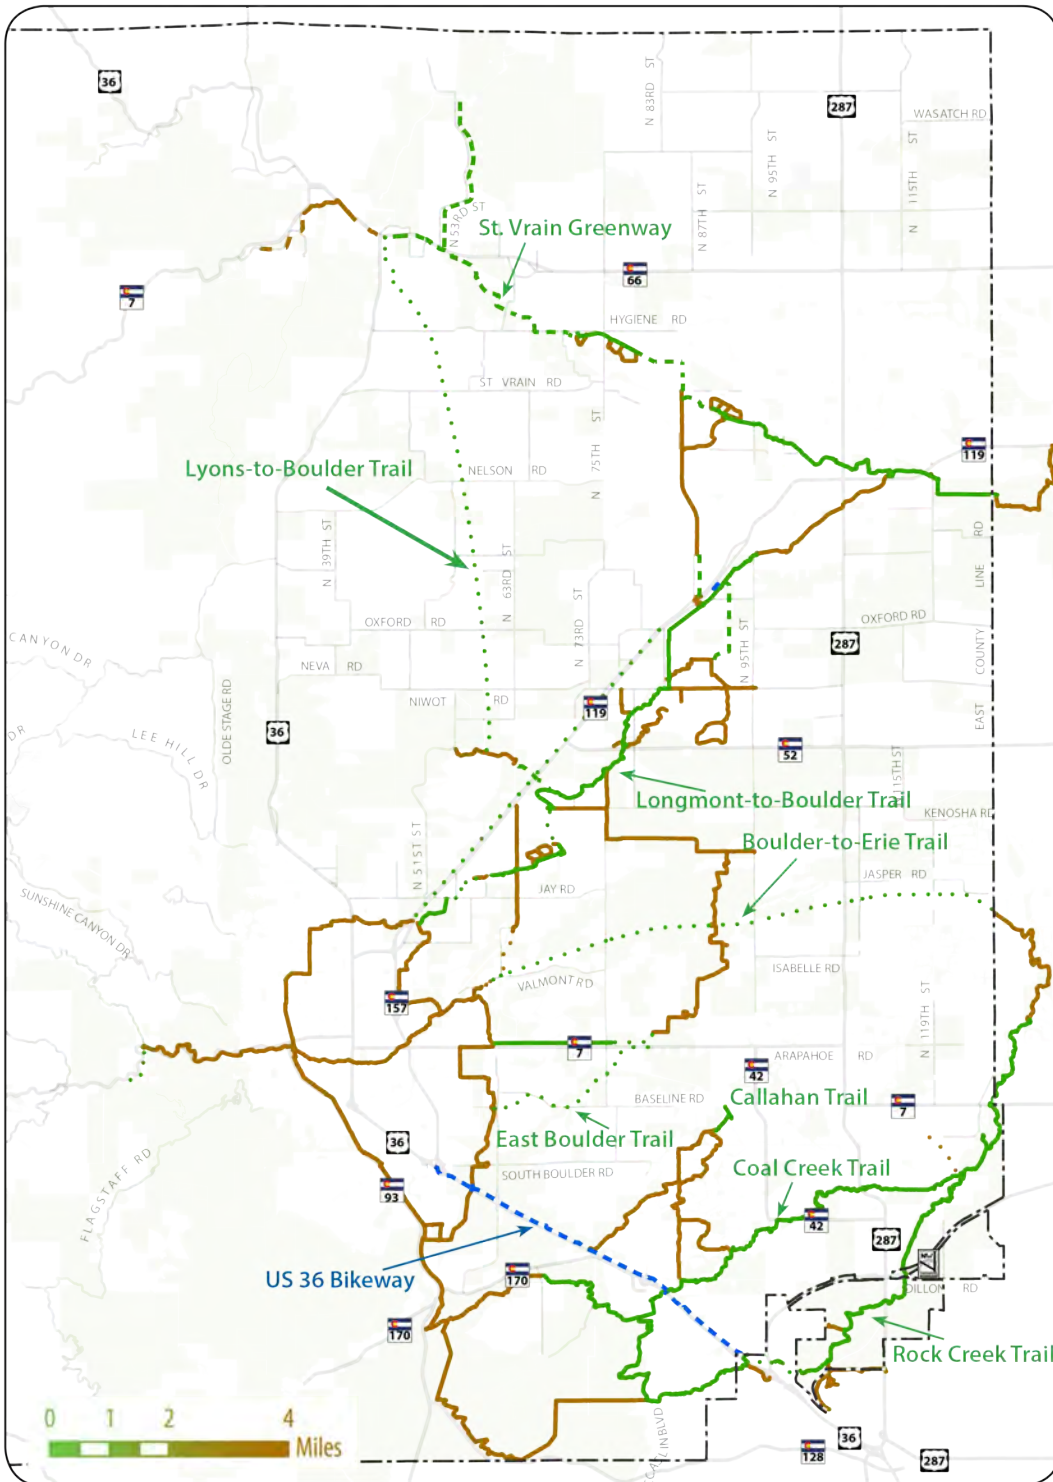 36
287
WASATCH RD
N 83RD ST
N 95TH ST
N 115TH ST
N 87TH ST
N 53RD ST
St. Vrain Greenway
66
7
HYGIENE RD
ST VRAIN RD
N 75TH ST
119
Lyons-to-Boulder Trail
NELSON RD
N 39TH ST
N 63RD ST
N 73RD ST
EAST COUNTY LINE RD
OXFORD RD
OXFORD RD
287
CANYON DR
NEVA RD
N 95TH ST
OLDE STAGE RD
NIWOT RD
119
36
DR
LEE HILL DR
52
N 115TH ST
Longmont-to-Boulder Trail
KENOSHA RD
Boulder-to-Erie Trail
N 51ST ST
JAY RD
JASPER RD
SUNSHINE CANYON DR
ISABELLE RD
VALMONT RD
157
N 119TH ST
7
ARAPAHOE RD
42
BASELINE RD
Callahan Trail
7
East Boulder Trail
36
SOUTH BOULDER RD
Coal Creek Trail
FLAGSTAFF RD
93
42
287
US 36 Bikeway
170
DILLON RD
170
Rock Creek Trail
0 1 2 4
Miles
36
128
287